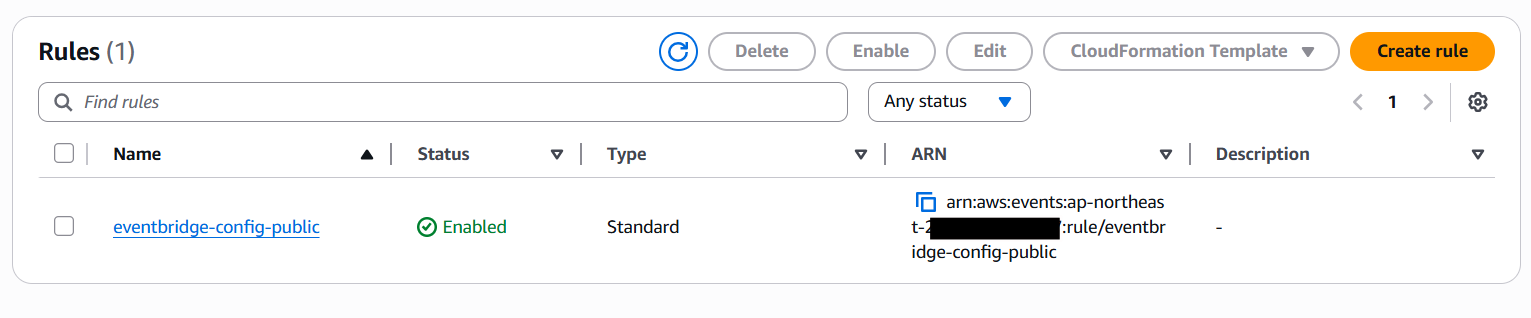 Rules (1)
Delete
Enable
Edit
CloudFormation Template
Create rule
Find rules
Any status
1
Name
Status
Type
ARN
Description
eventbridge-config-public
Enabled
Standard
arn:aws:events:ap-northeas
t-2 :rule/eventbr
idge-config-public
-